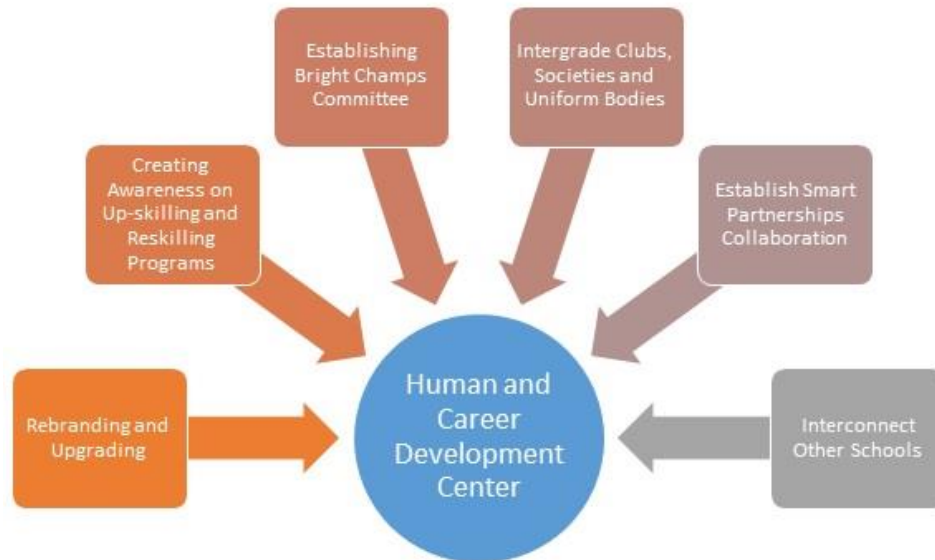 Rebranding and
Upgrading
Creating
Awareness on
Up-skilling and
Reskilling
Programs
Establishing
Bright Champs
Committee
Intergrade Clubs,
Societies and
Uniform Bodies
Establish Smart
Partnerships
Collaboration
Interconnect
Other Schools
Human and
Career
Development
Center